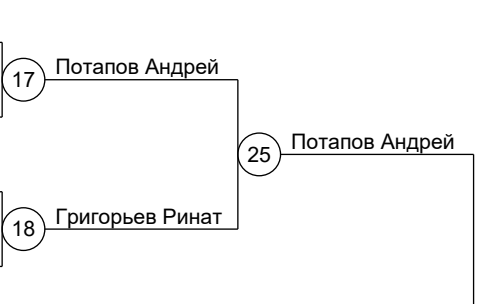 Потапов Андрей
17
25
Потапов Андрей
Григорьев Ринат
18